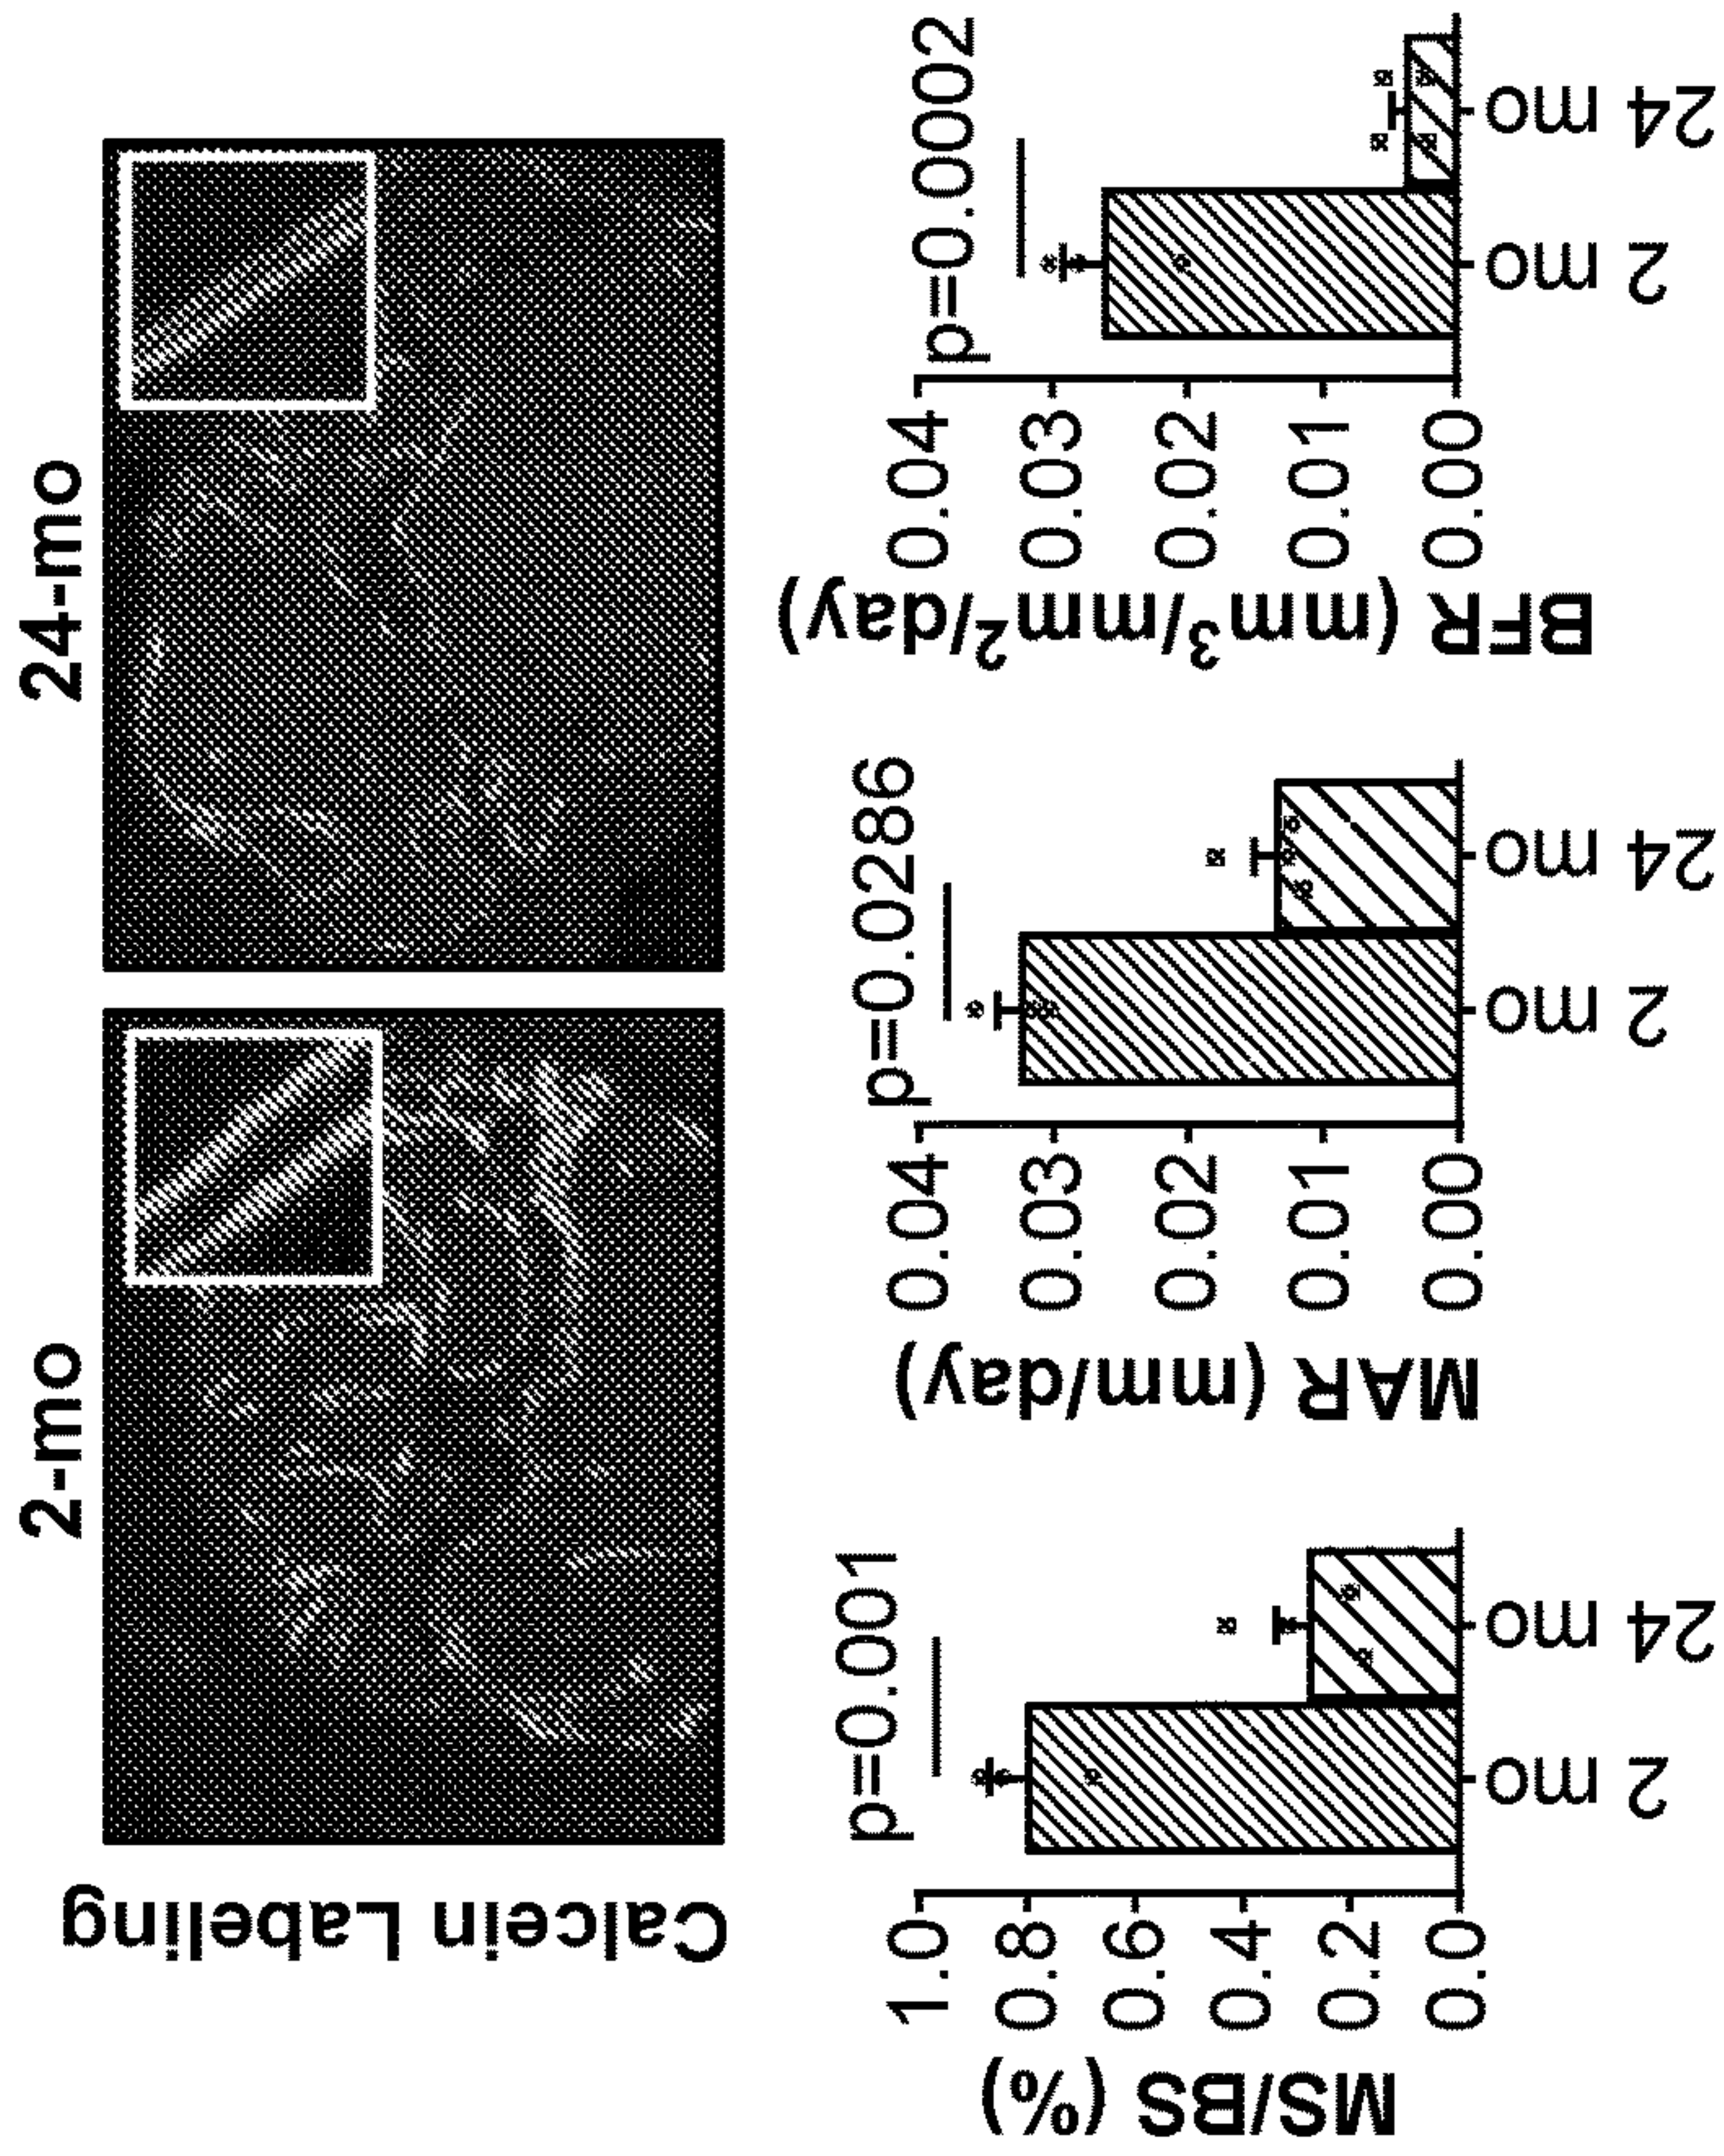 2-mo
24-mo
Calcein Labeling
p=0.001
MS/BS (%)
1.0
0.8
0.6
0.4
0.2
0.0
2 mo
24 mo
p=0.0286
MAR (mm/day)
0.04
0.03
0.02
0.01
0.00
2 mo
24 mo
p=0.0002
BFR (mm³/mm²/day)
0.04
0.03
0.02
0.01
0.00
2 mo
24 mo